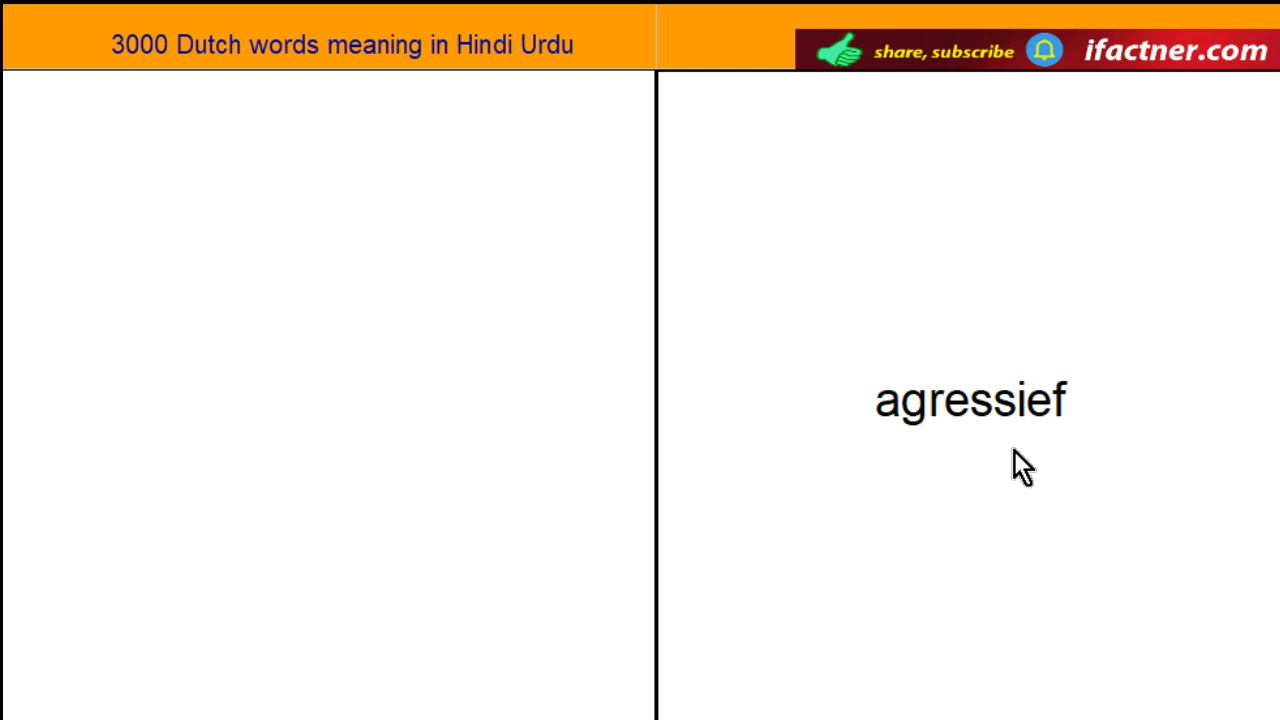 3000 Dutch words meaning in Hindi Urdu
share, subscribe
ifactner.com
agressief